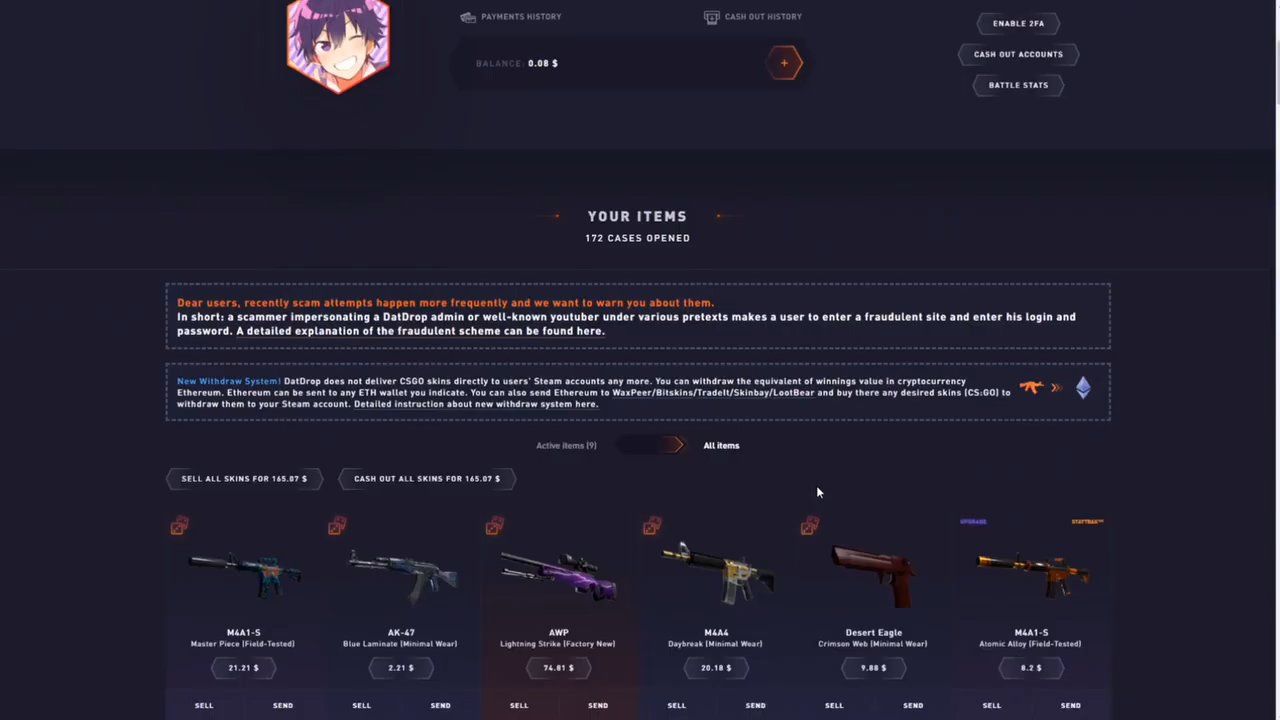 PAYMENTS HISTORY
CASH OUT HISTORY
ENABLE 2FA
BALANCE: 0.08 $
+
CASH OUT ACCOUNTS
BATTLE STATS
YOUR ITEMS
172 CASES OPENED
Dear users, recently scam attempts happen more frequently and we want to warn you about them.
In short: a scammer impersonating a DatDrop admin or well-known youtuber under various pretexts makes a user to enter a fraudulent site and enter his login and
password. A detailed explanation of the fraudulent scheme can be found here.
New Withdraw System! DatDrop does not deliver CSGO skins directly to users' Steam accounts any more. You can withdraw the equivalent of winnings value in cryptocurrency
Ethereum. Ethereum can be sent to any ETH wallet you indicate. You can also send Ethereum to WaxPeer/Bitskins/TradeIt/Skinbay/LootBear and buy there any desired skins (CS:GO) to
withdraw them to your Steam account. Detailed instruction about new withdraw system here.
Active items (9)
All items
SELL ALL SKINS FOR 165.07 $
CASH OUT ALL SKINS FOR 165.07 $
UPGRADE
STATTRAK™
M4A1-S
Master Piece (Field-Tested)
21.21 $
SELL SEND
AK-47
Blue Laminate (Minimal Wear)
2.21 $
SELL SEND
AWP
Lightning Strike (Factory New)
74.81 $
SELL SEND
M4A4
Daybreak (Minimal Wear)
20.18 $
SELL SEND
Desert Eagle
Crimson Web (Minimal Wear)
9.88 $
SELL SEND
M4A1-S
Atomic Alloy (Field-Tested)
8.2 $
SELL SEND